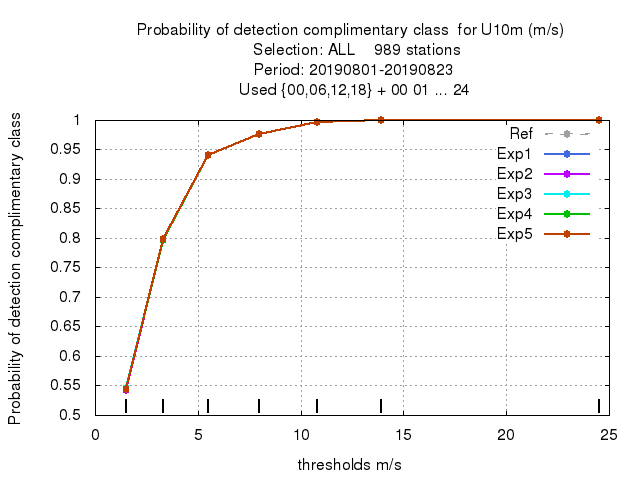 Probability of detection complimentary class  for U10m (m/s)
Selection: ALL    989 stations
Period: 20190801-20190823
Used {00,06,12,18} + 00 01 ... 24
Probability of detection complimentary class
1
0.95
0.9
0.85
0.8
0.75
0.7
0.65
0.6
0.55
0.5
Ref
Exp1
Exp2
Exp3
Exp4
Exp5
0
5
10
15
20
25
thresholds m/s